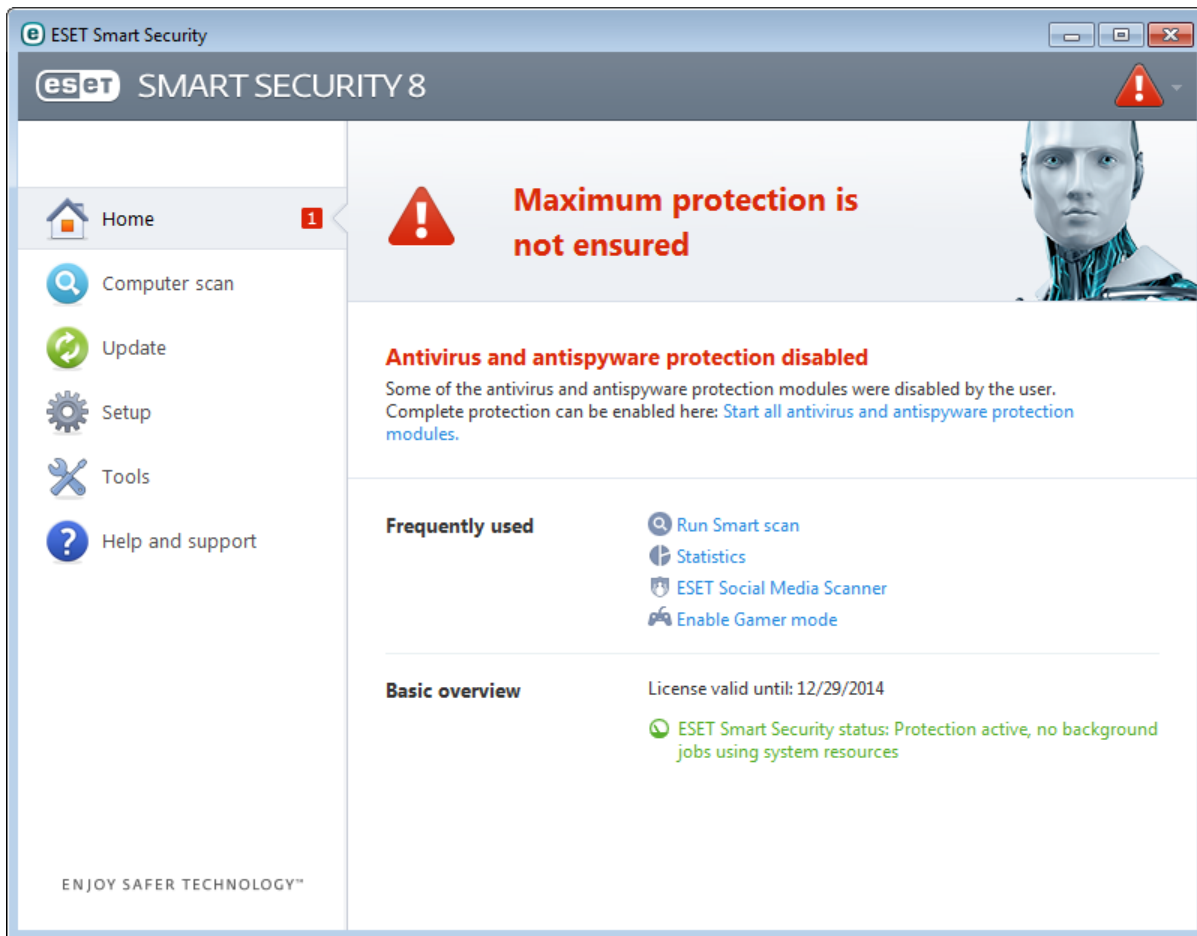 ESET Smart Security
eset SMART SECURITY 8
Home 1
Computer scan
Update
Setup
Tools
Help and support
ENJOY SAFER TECHNOLOGY™
Maximum protection is
not ensured
Antivirus and antispyware protection disabled
Some of the antivirus and antispyware protection modules were disabled by the user.
Complete protection can be enabled here: Start all antivirus and antispyware protection
modules.
Frequently used
Run Smart scan
Statistics
ESET Social Media Scanner
Enable Gamer mode
Basic overview
License valid until: 12/29/2014
ESET Smart Security status: Protection active, no background
jobs using system resources